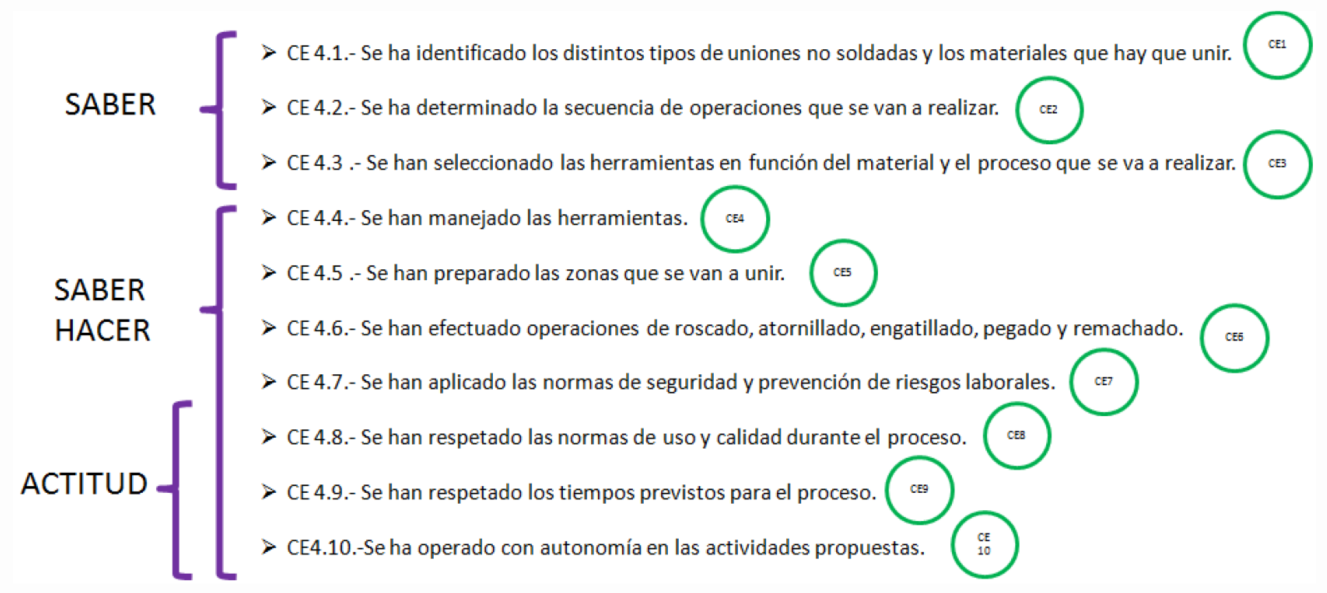 SABER
➢ CE 4.1.- Se ha identificado los distintos tipos de uniones no soldadas y los materiales que hay que unir. CE1
➢ CE 4.2.- Se ha determinado la secuencia de operaciones que se van a realizar. CE2
➢ CE 4.3 .- Se han seleccionado las herramientas en función del material y el proceso que se va a realizar. CE3
SABER
HACER
➢ CE 4.4.- Se han manejado las herramientas. CE4
➢ CE 4.5 .- Se han preparado las zonas que se van a unir. CE5
➢ CE 4.6.- Se han efectuado operaciones de roscado, atornillado, engatillado, pegado y remachado. CE6
➢ CE 4.7.- Se han aplicado las normas de seguridad y prevención de riesgos laborales. CE7
ACTITUD
➢ CE 4.8.- Se han respetado las normas de uso y calidad durante el proceso. CE8
➢ CE 4.9.- Se han respetado los tiempos previstos para el proceso. CE9
➢ CE4.10.-Se ha operado con autonomía en las actividades propuestas. CE
10